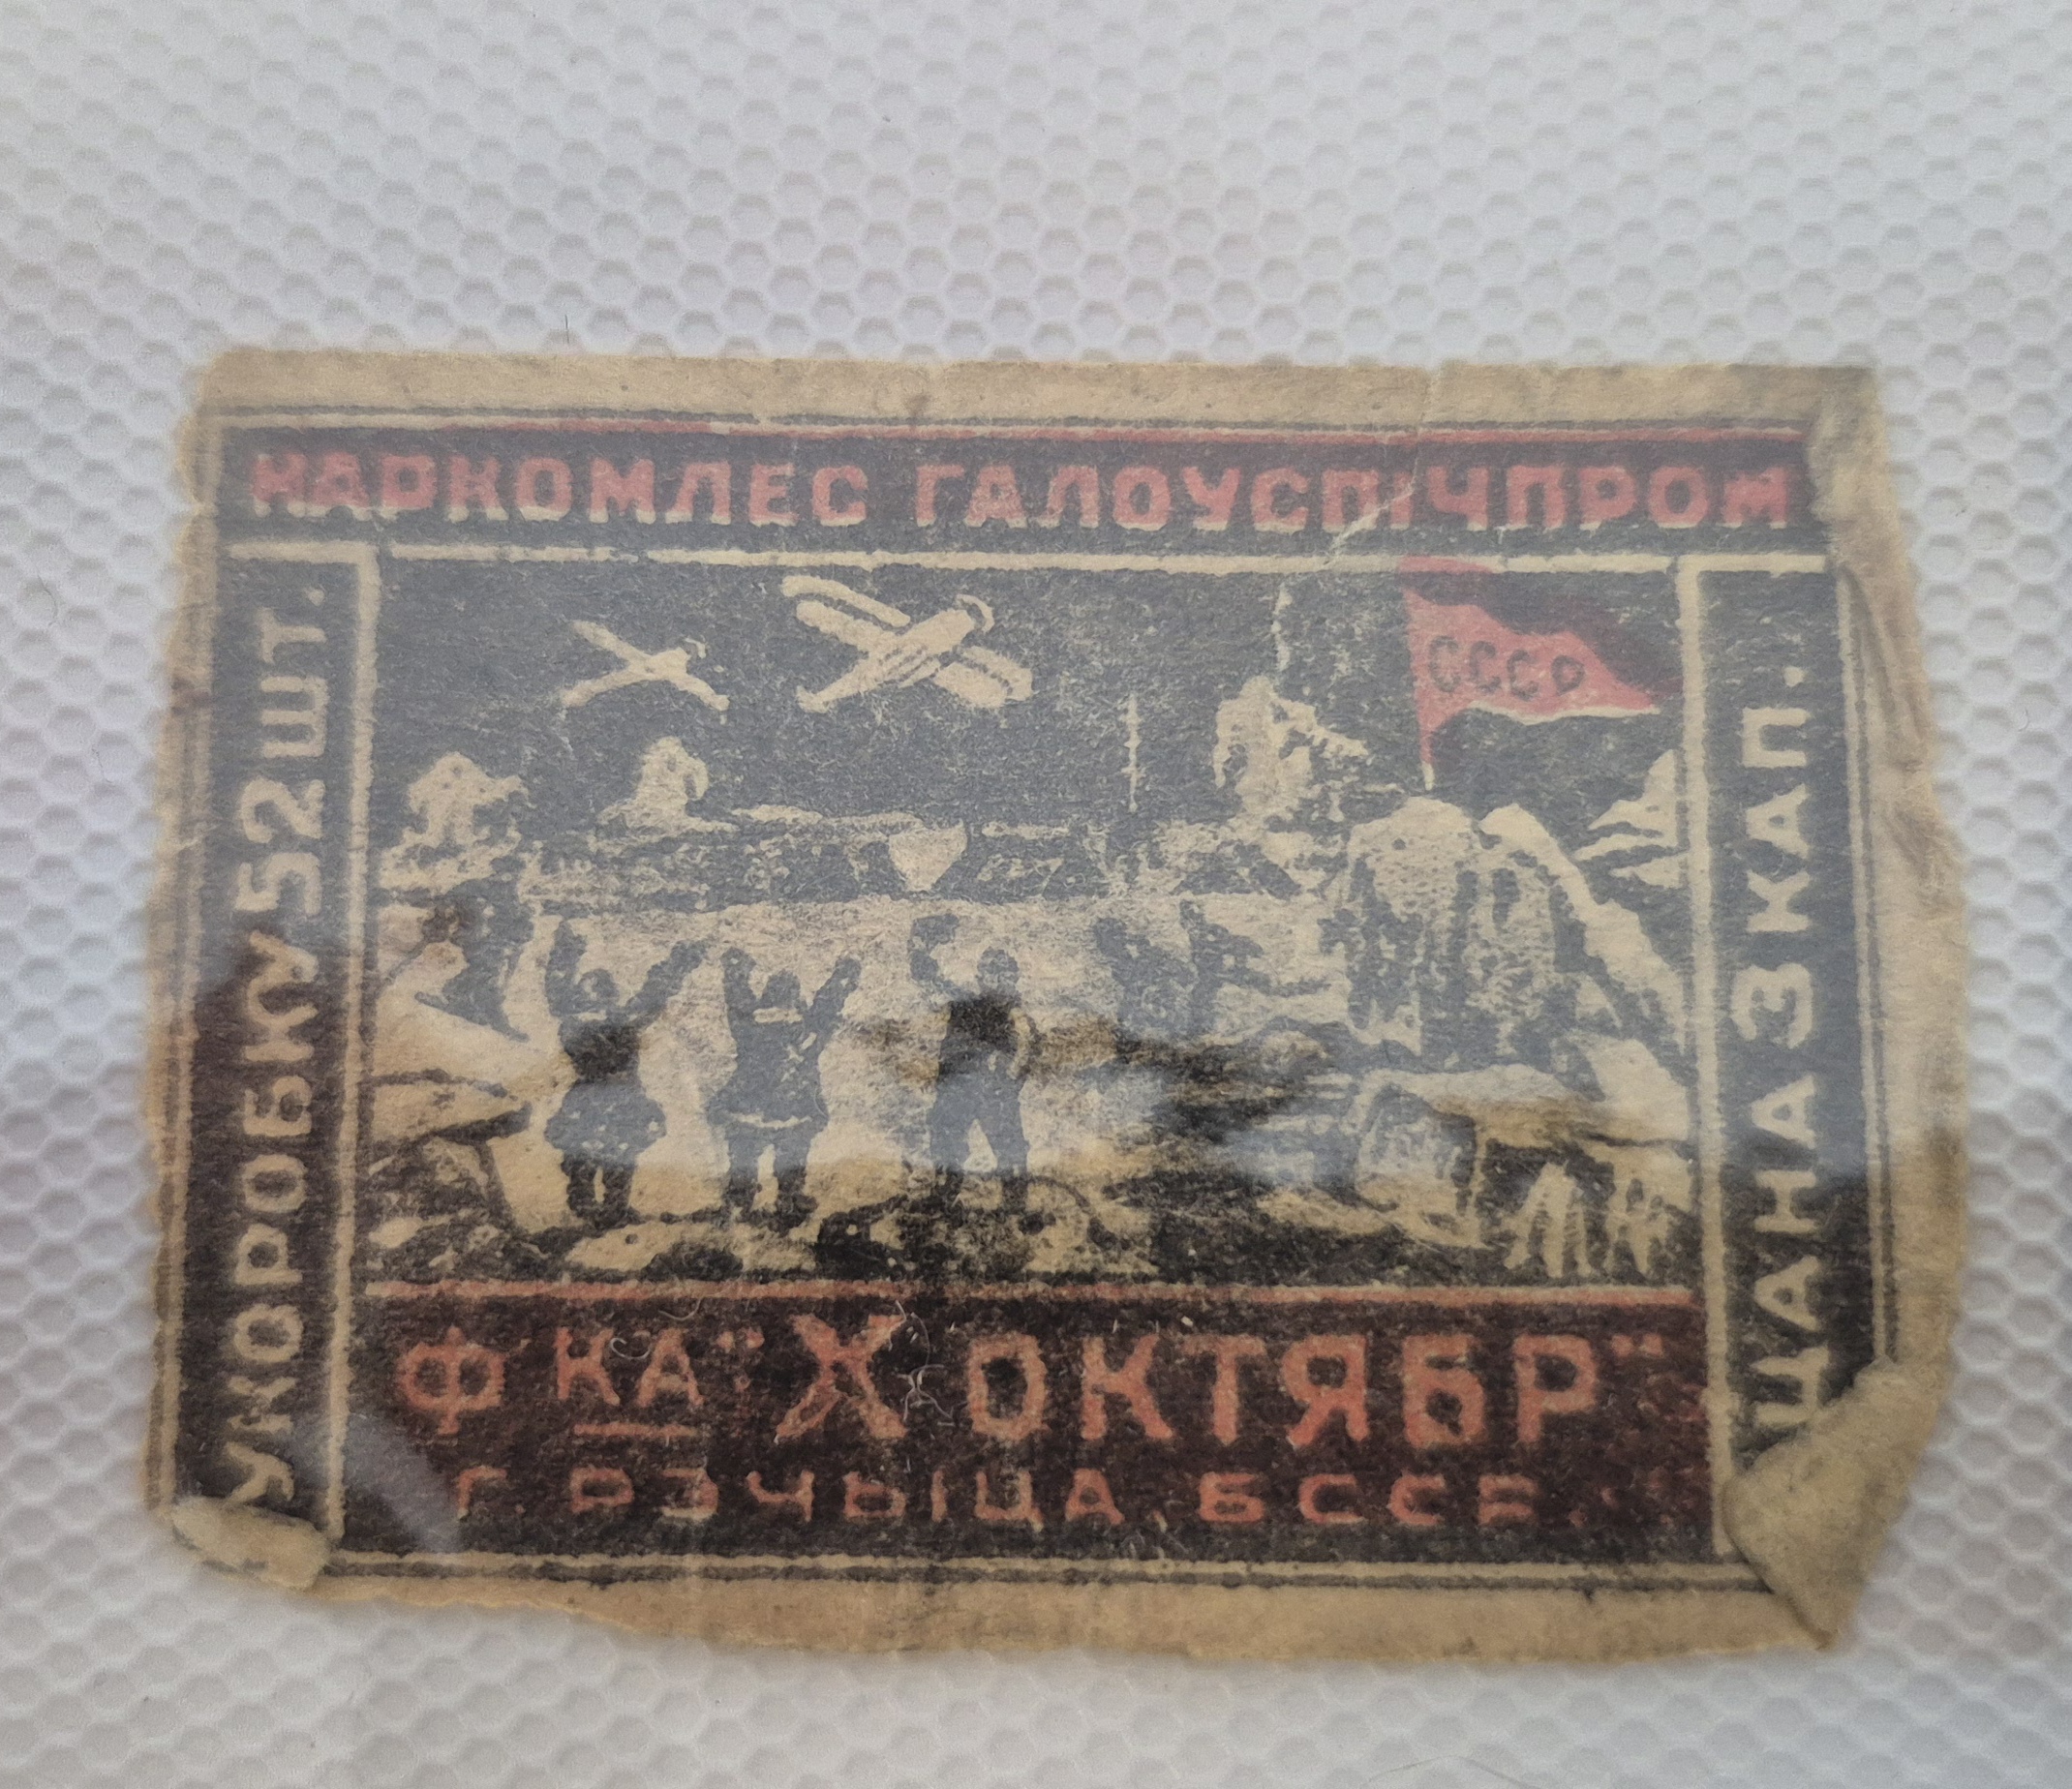 НАРКОМЛЕС ГАЛОУСПІЧПРОМ
У КОРОБКУ 52 ШТ.
СССР
ЦАНА 3 КАП.
Ф КА "Х ОКТЯБР"
Г. РЭЧЫЦА, БССР.